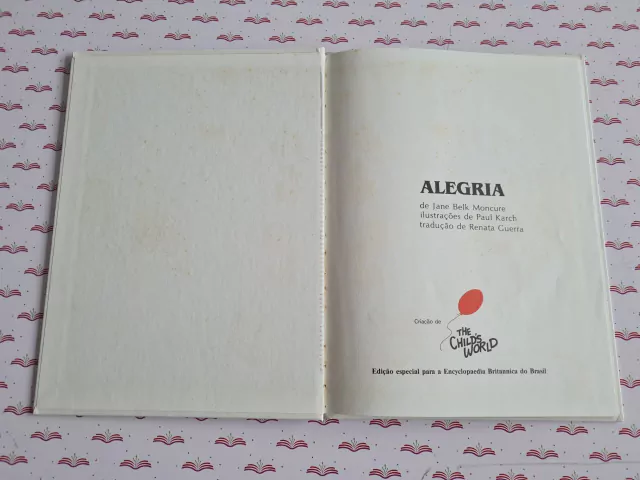 ALEGRIA
de Jane Belk Moncure
ilustrações de Paul Karch
tradução de Renata Guerra
Criação de
THE
CHILD'S
WORLD
Edição especial para a Encyclopaedia Britannica do Brasil